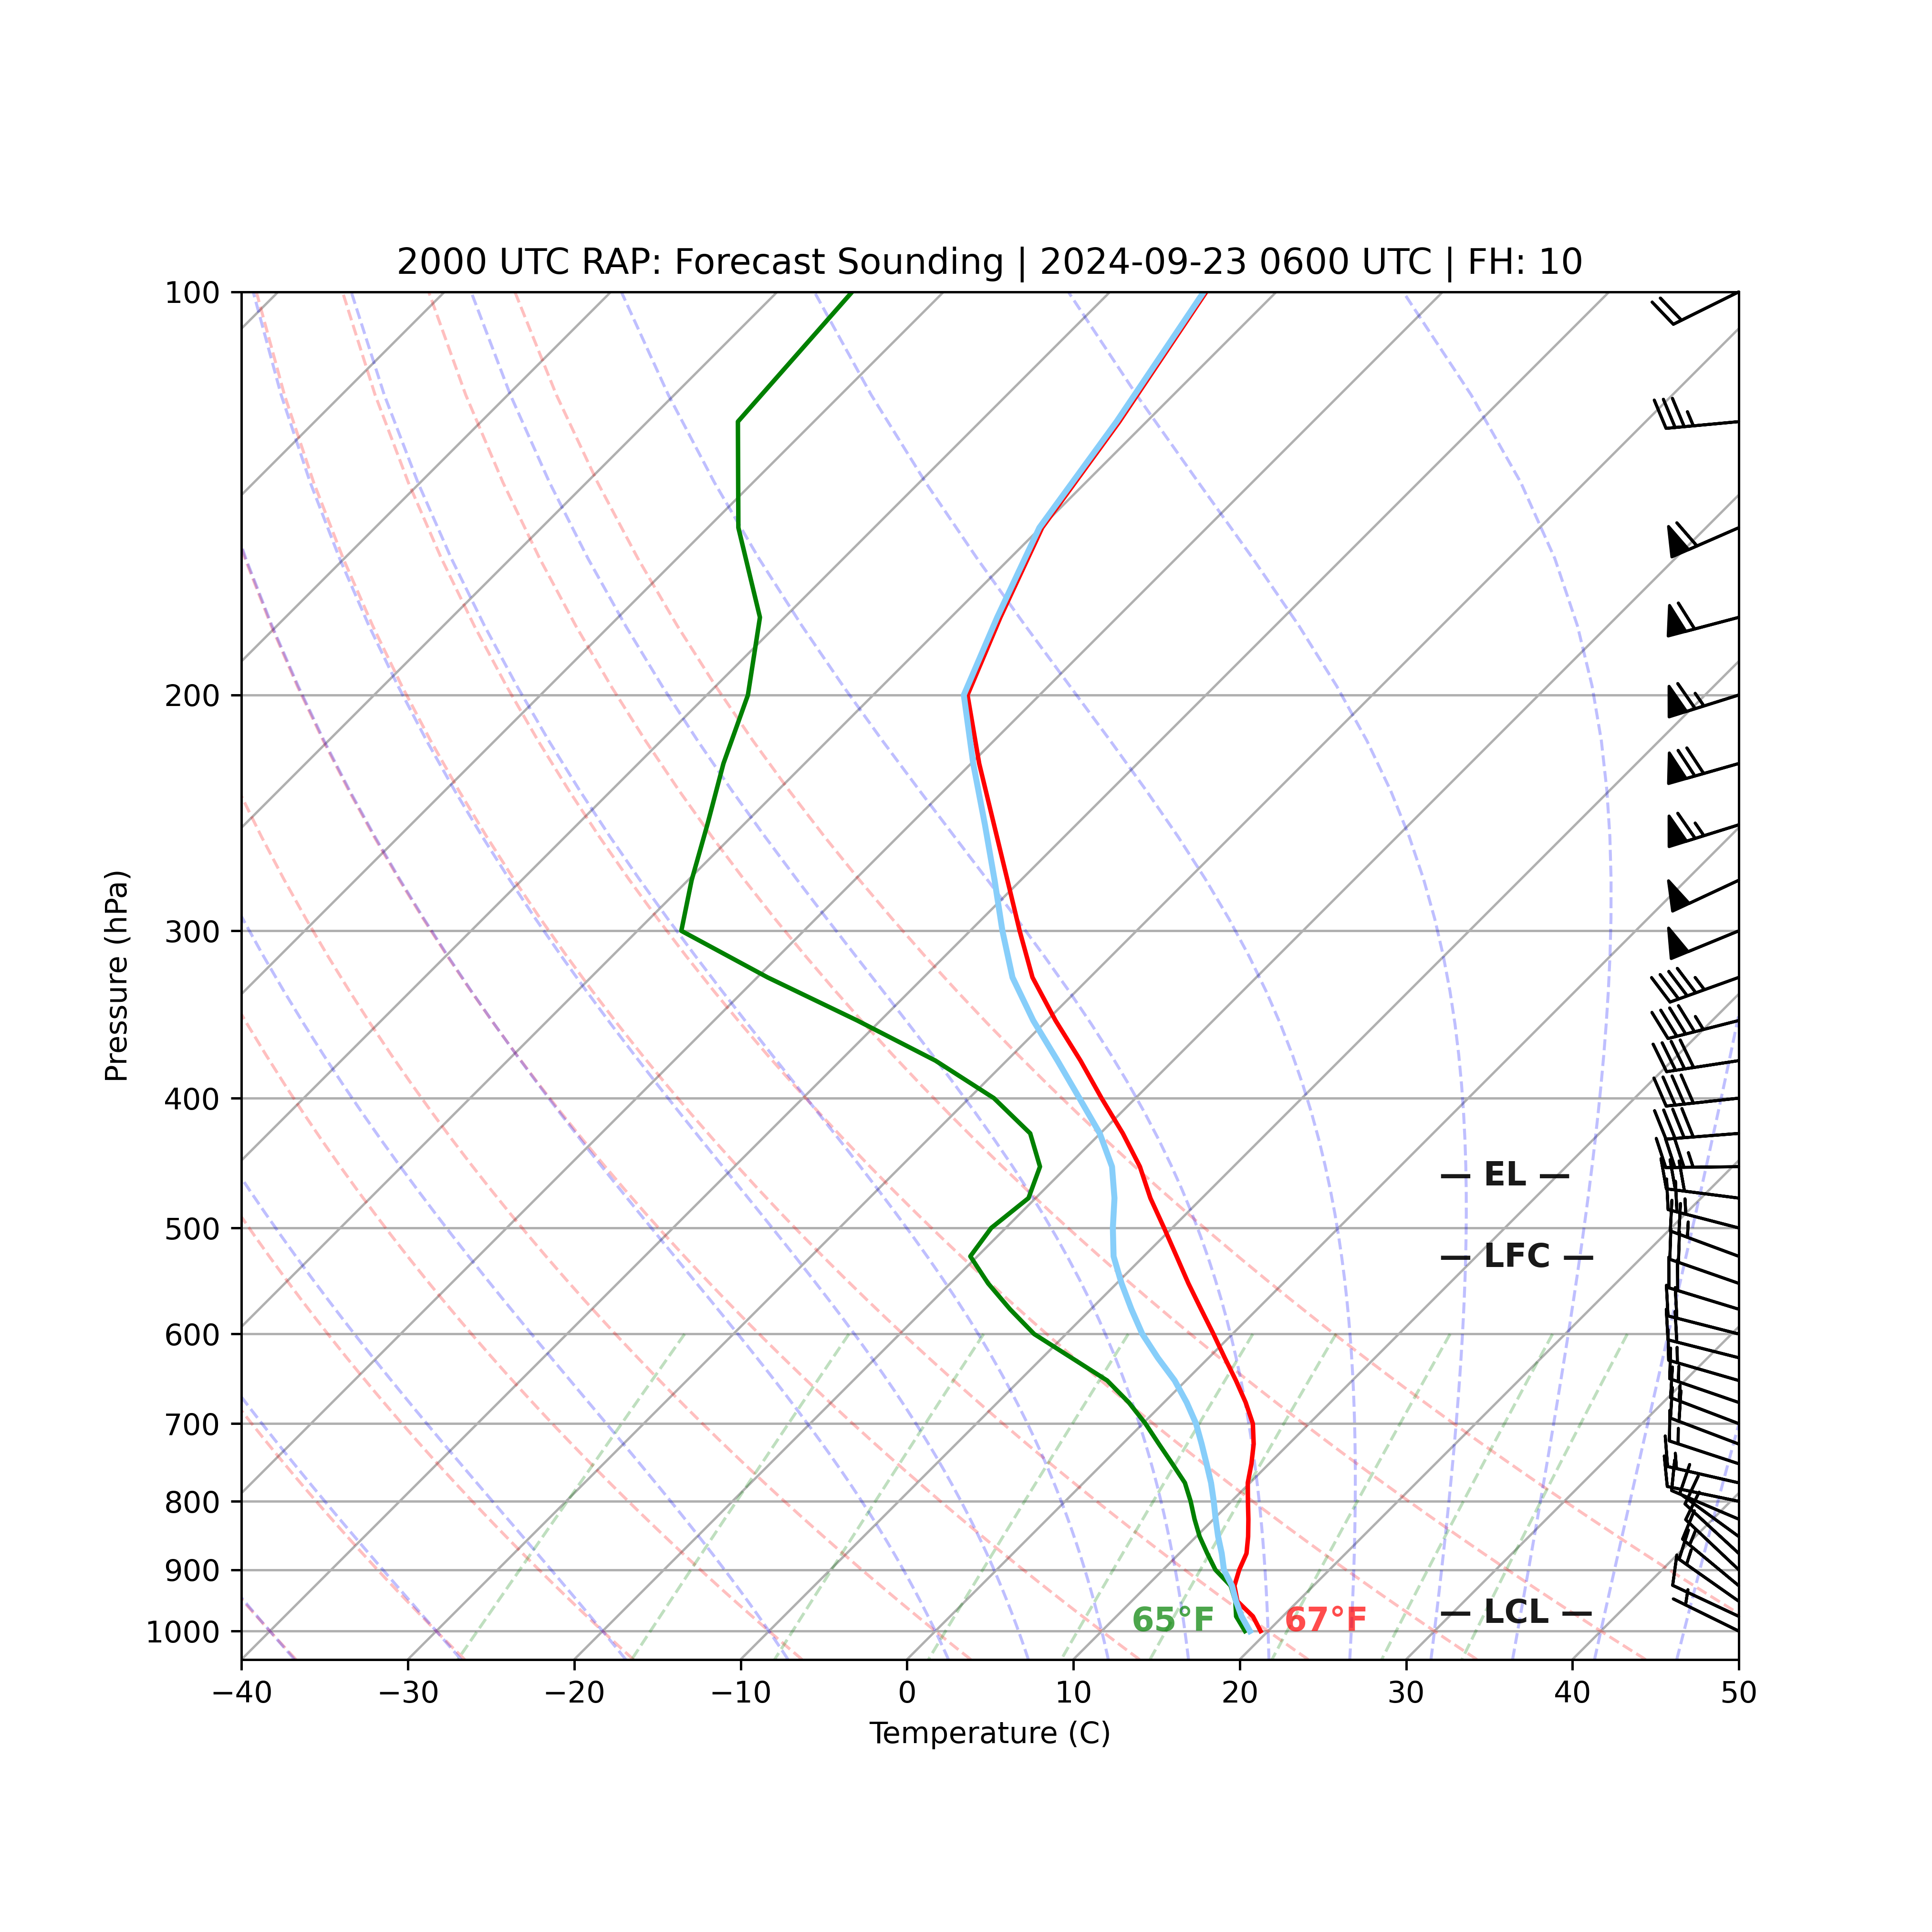 2000 UTC RAP: Forecast Sounding | 2024-09-23 0600 UTC | FH: 10
100
200
300
400
500
600
700
800
900
1000
Pressure (hPa)
— EL —
— LFC —
— LCL —
65°F
67°F
−40 −30 −20 −10 0 10 20 30 40 50
Temperature (C)